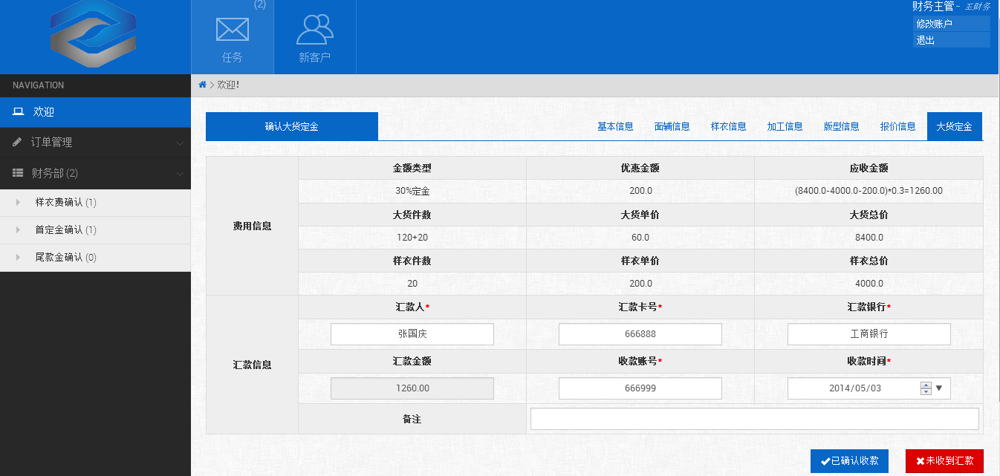 (2)
任务
新客户
财务主管 - 王财务
修改账户
退出
NAVIGATION
欢迎
订单管理
财务部 (2)
样衣费确认 (1)
首定金确认 (1)
尾款金确认 (0)
欢迎!
确认大货定金
基本信息 面辅信息 样衣信息 加工信息 版型信息 报价信息 大货定金
费用信息
金额类型 优惠金额 应收金额
30%定金 200.0 (8400.0-4000.0-200.0)*0.3=1260.00
大货件数 大货单价 大货总价
120+20 60.0 8400.0
样衣件数 样衣单价 样衣总价
20 200.0 4000.0
汇款信息
汇款人* 汇款卡号* 汇款银行*
张国庆 666888 工商银行
汇款金额 收款账号* 收款时间*
1260.00 666999 2014/05/03
备注
已确认收款 未收到汇款